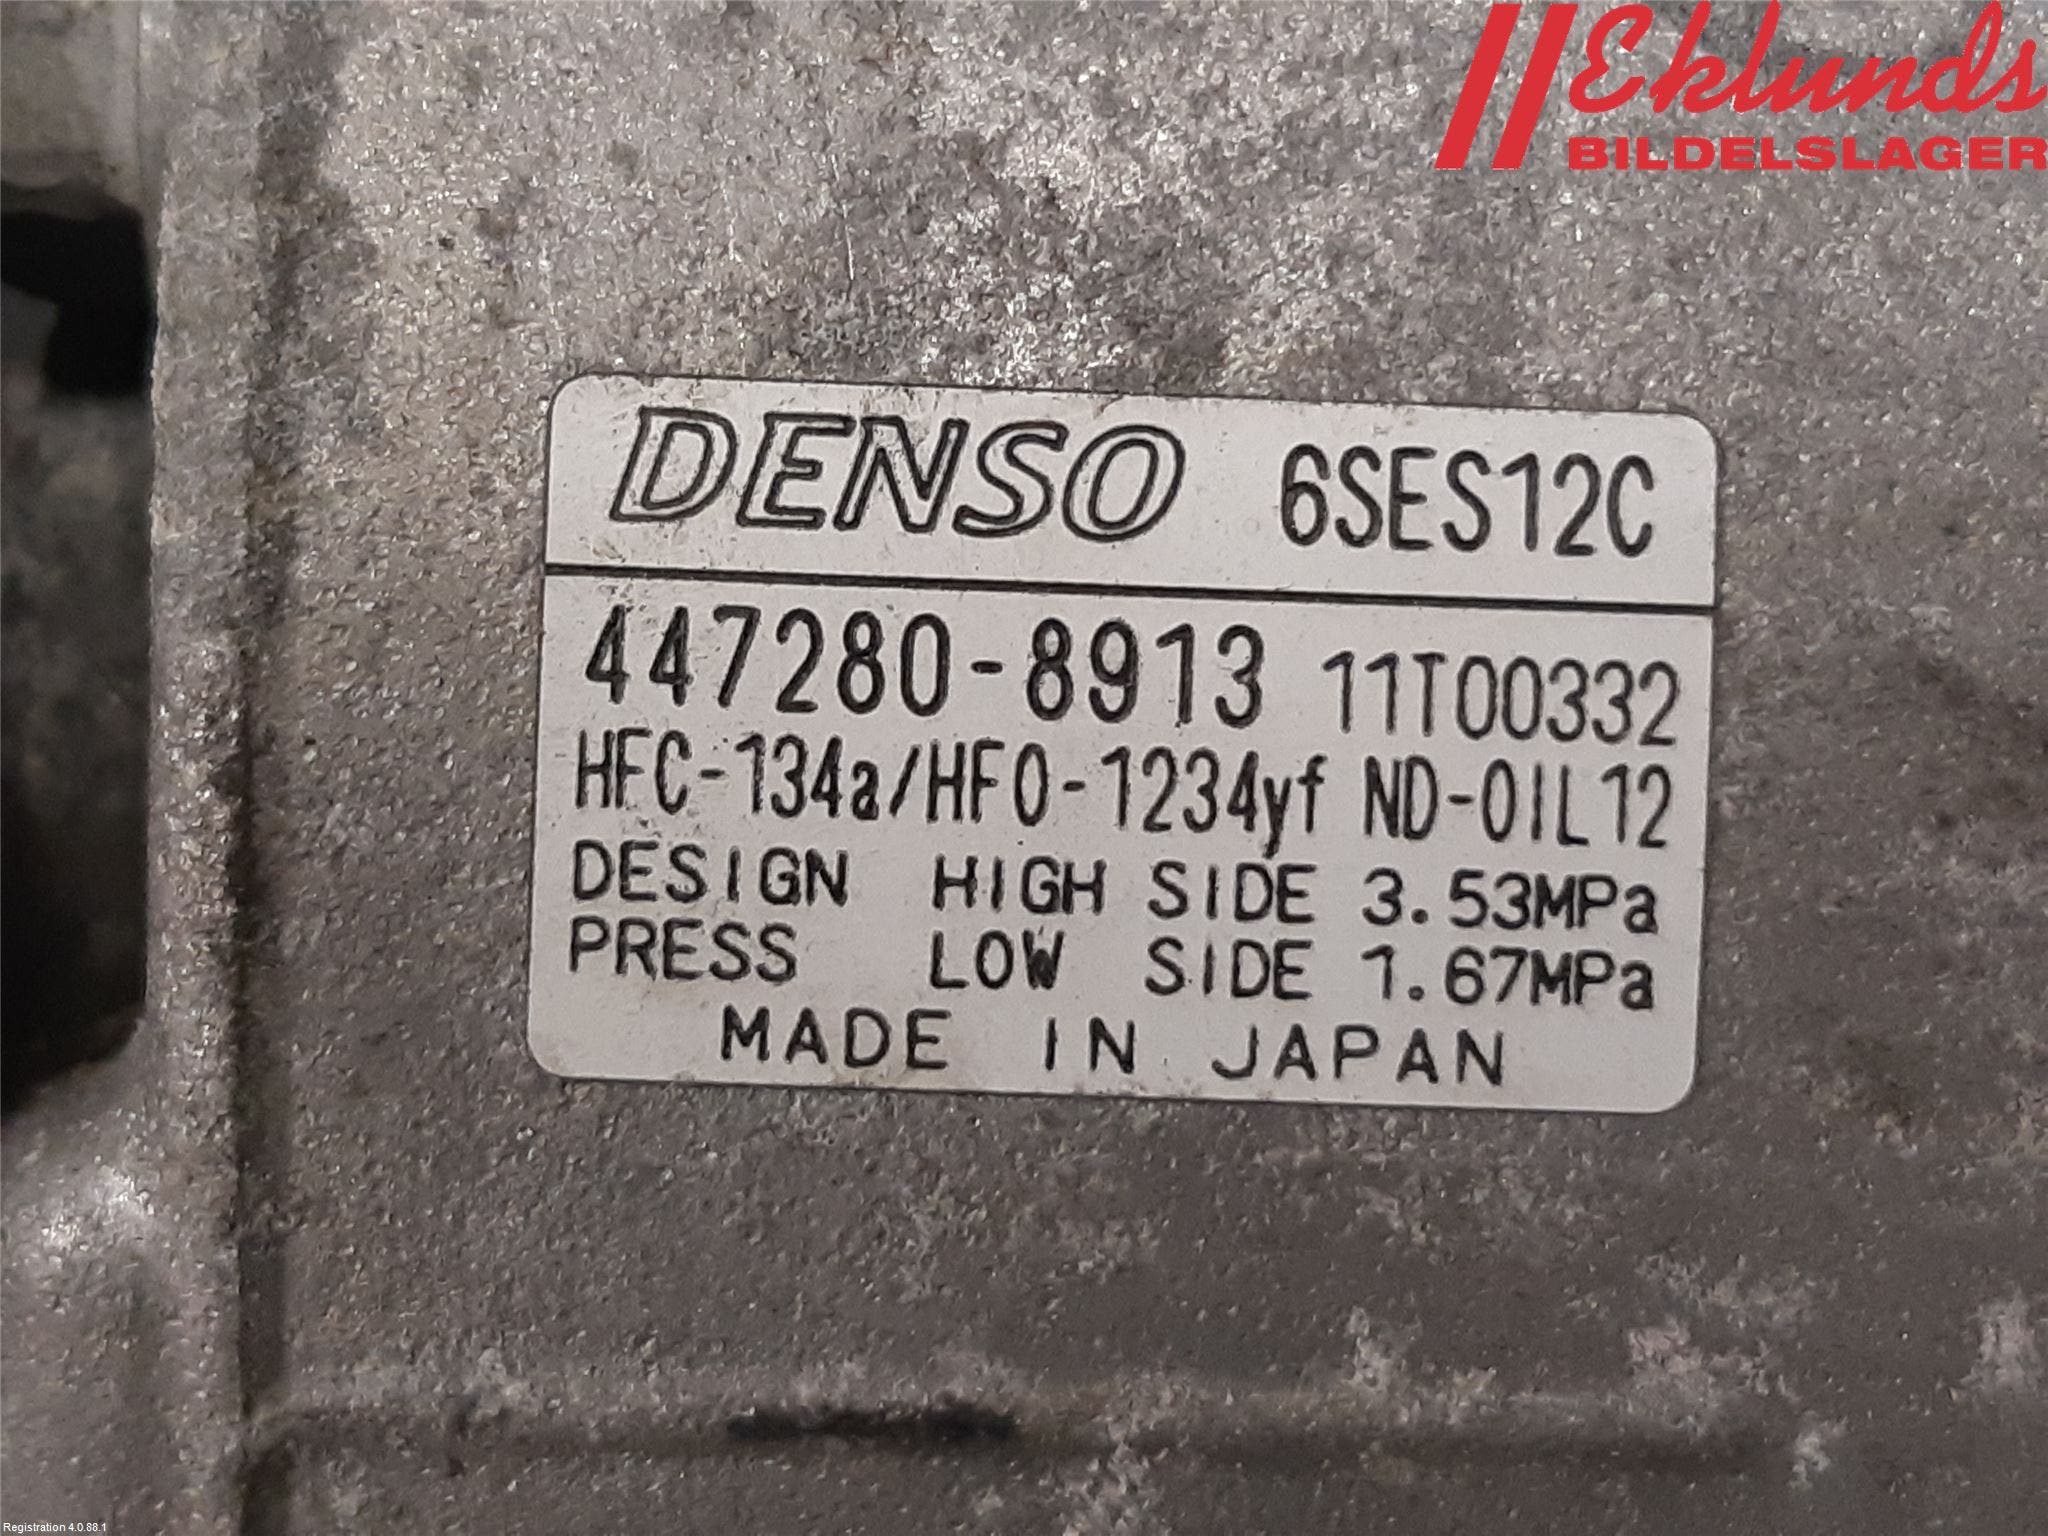 Eklunds
BILDELSLAGER
DENSO 6SES12C
447280-8913 11T00332
HFC-134a/HFO-1234yf ND-OIL12
DESIGN HIGH SIDE 3.53MPa
PRESS LOW SIDE 1.67MPa
MADE IN JAPAN
Registration 4.0.88.1